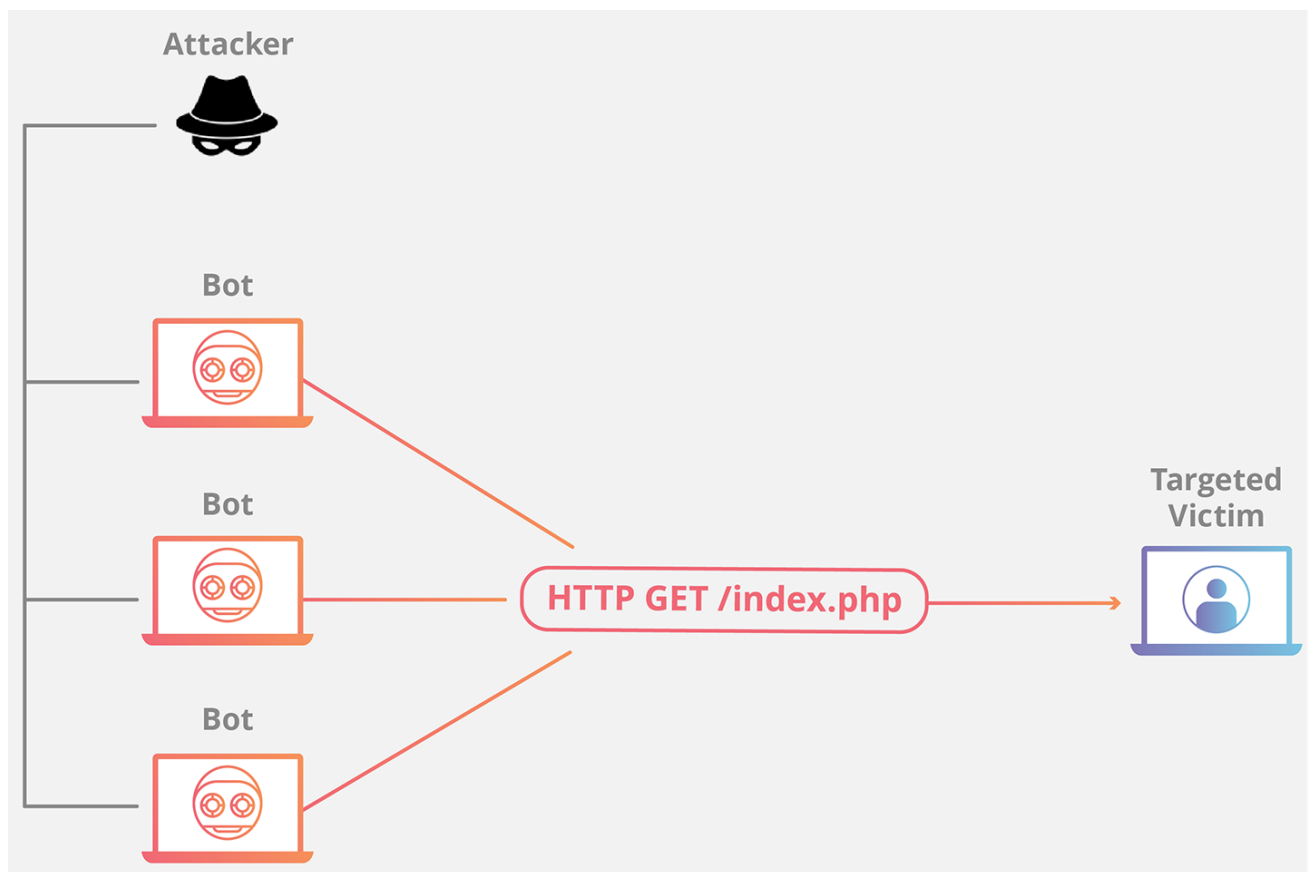 Attacker
Bot
Bot
HTTP GET /index.php
Targeted
Victim
Bot